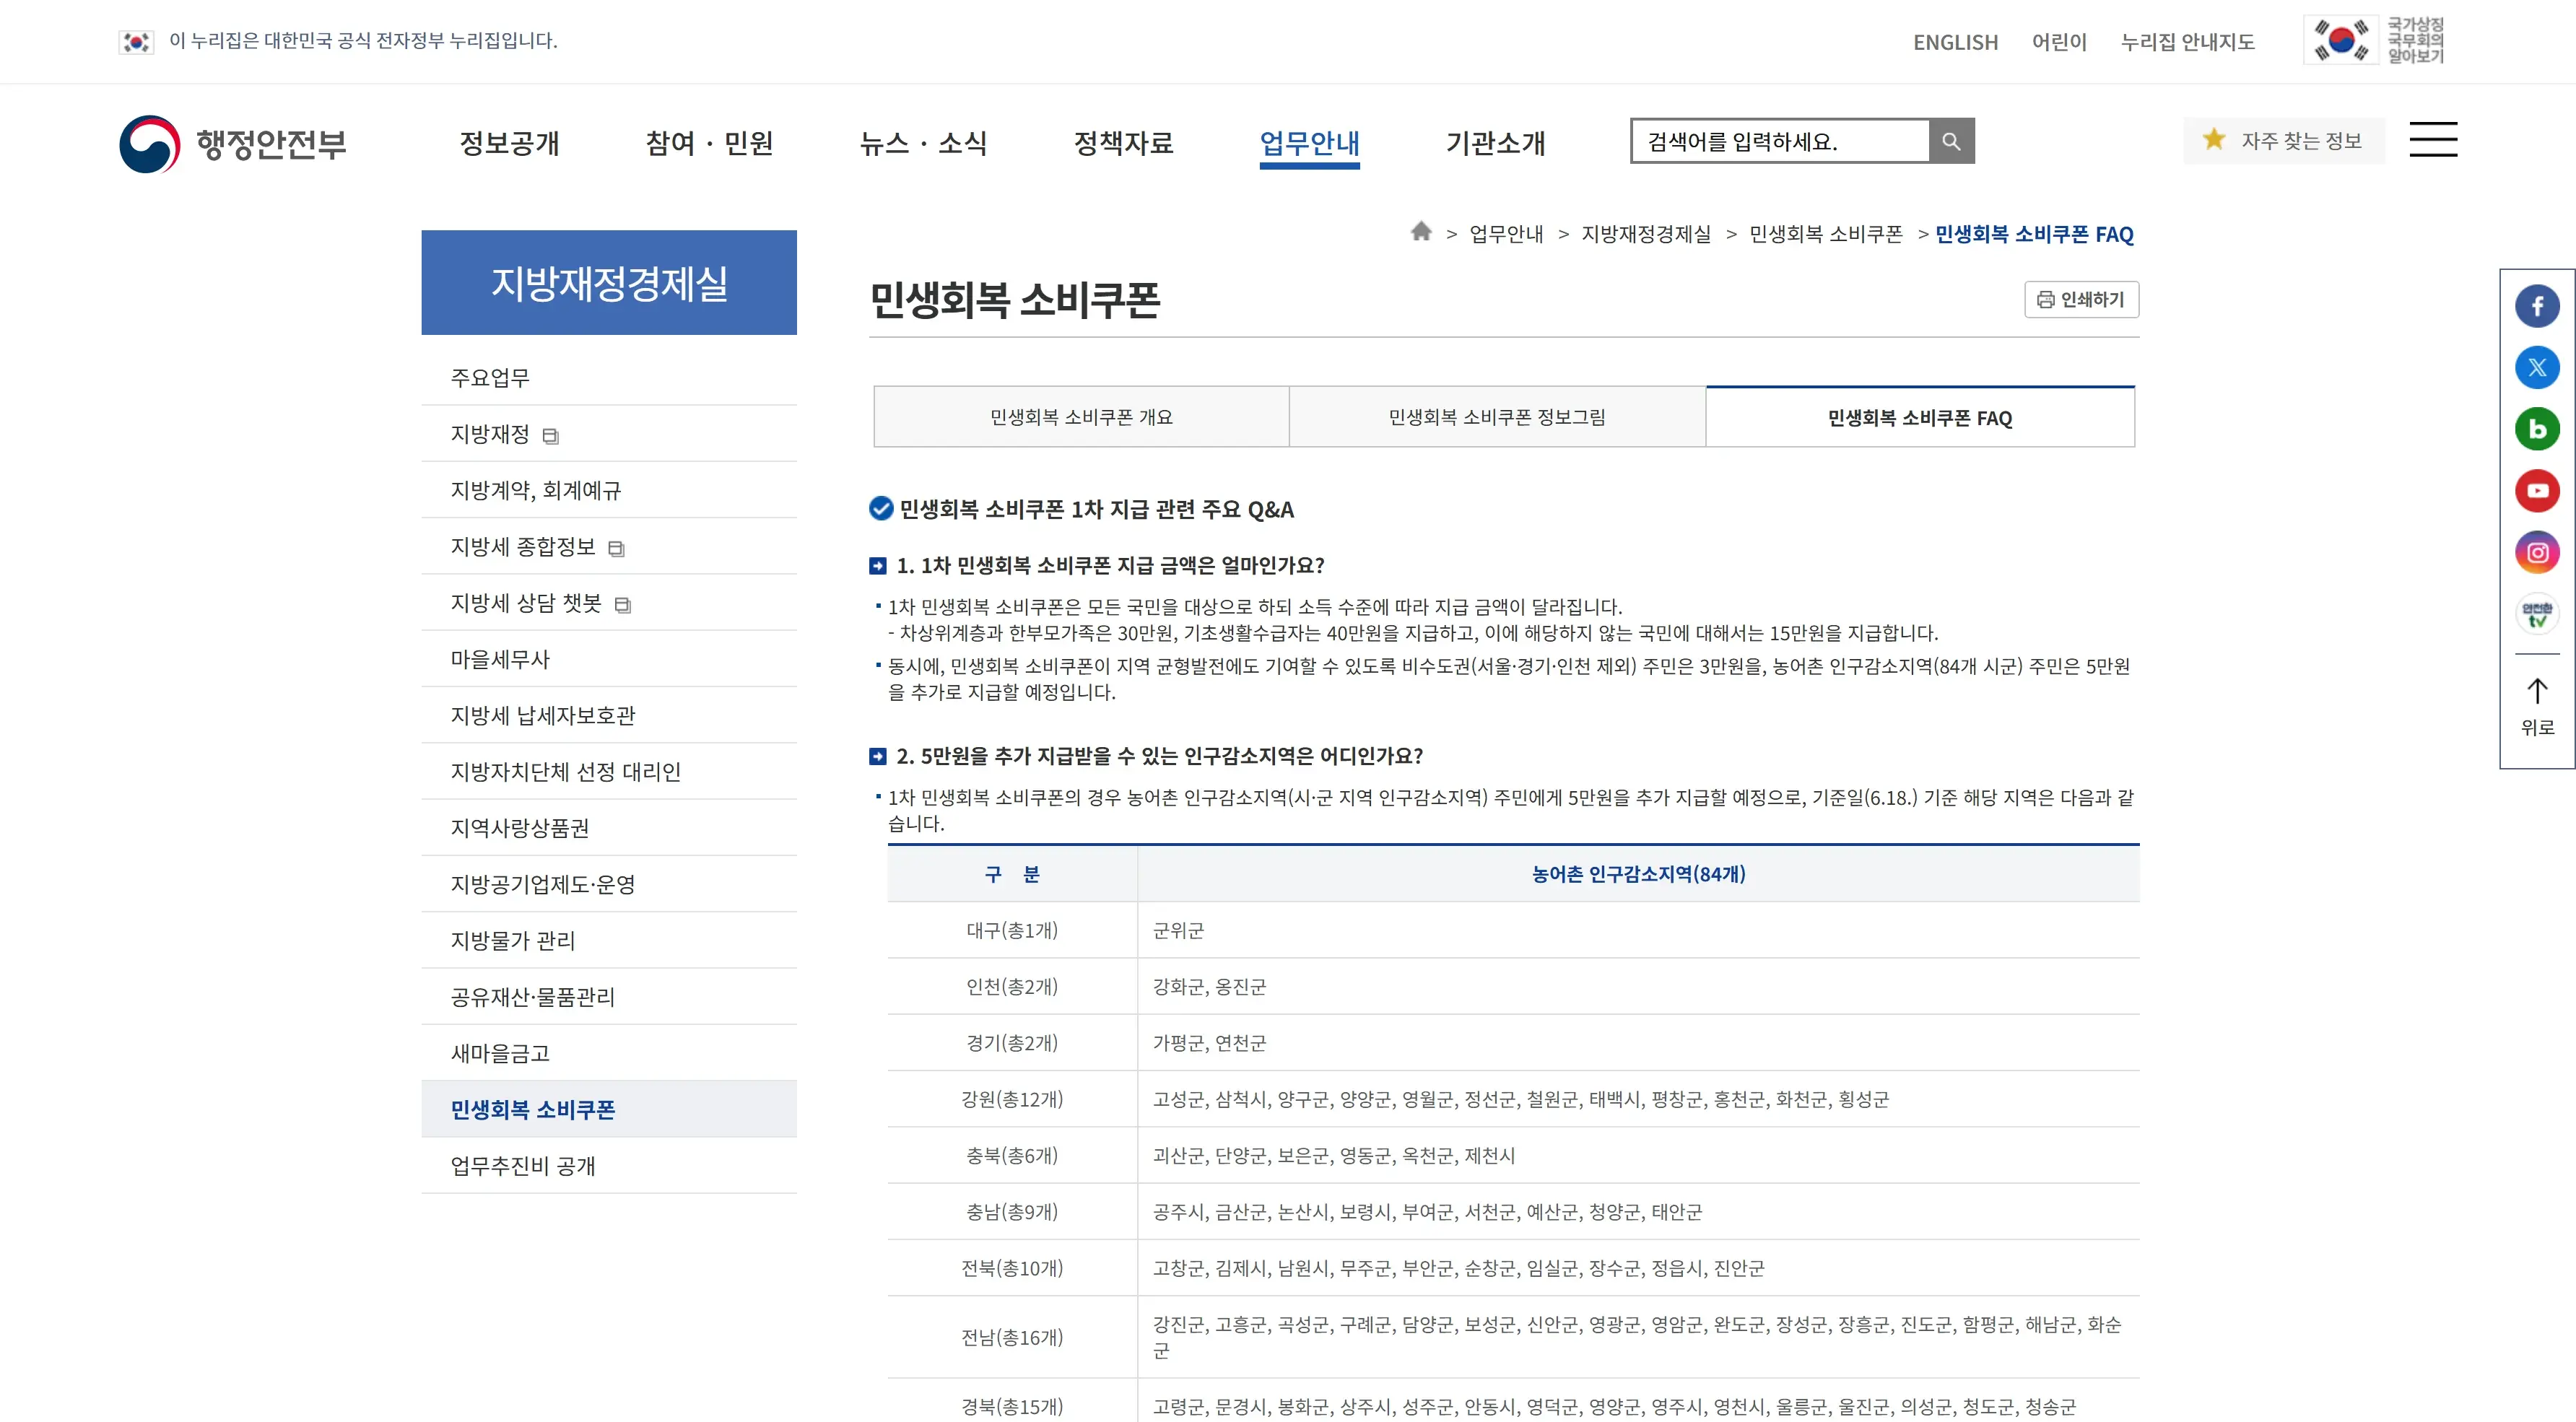 이 누리집은 대한민국 공식 전자정부 누리집입니다.
ENGLISH 어린이 누리집 안내지도
국가상징
국무회의
알아보기
행정안전부
정보공개 참여 · 민원 뉴스 · 소식 정책자료 업무안내 기관소개
검색어를 입력하세요.
자주 찾는 정보
지방재정경제실
주요업무
지방재정
지방계약, 회계예규
지방세 종합정보
지방세 상담 챗봇
마을세무사
지방세 납세자보호관
지방자치단체 선정 대리인
지역사랑상품권
지방공기업제도·운영
지방물가 관리
공유재산·물품관리
새마을금고
민생회복 소비쿠폰
업무추진비 공개
> 업무안내 > 지방재정경제실 > 민생회복 소비쿠폰 > 민생회복 소비쿠폰 FAQ
민생회복 소비쿠폰
인쇄하기
민생회복 소비쿠폰 개요 민생회복 소비쿠폰 정보그림 민생회복 소비쿠폰 FAQ
민생회복 소비쿠폰 1차 지급 관련 주요 Q&A
1. 1차 민생회복 소비쿠폰 지급 금액은 얼마인가요?
1차 민생회복 소비쿠폰은 모든 국민을 대상으로 하되 소득 수준에 따라 지급 금액이 달라집니다.
- 차상위계층과 한부모가족은 30만원, 기초생활수급자는 40만원을 지급하고, 이에 해당하지 않는 국민에 대해서는 15만원을 지급합니다.
동시에, 민생회복 소비쿠폰이 지역 균형발전에도 기여할 수 있도록 비수도권(서울·경기·인천 제외) 주민은 3만원을, 농어촌 인구감소지역(84개 시군) 주민은 5만원
을 추가로 지급할 예정입니다.
2. 5만원을 추가 지급받을 수 있는 인구감소지역은 어디인가요?
1차 민생회복 소비쿠폰의 경우 농어촌 인구감소지역(시·군 지역 인구감소지역) 주민에게 5만원을 추가 지급할 예정으로, 기준일(6.18.) 기준 해당 지역은 다음과 같
습니다.
구 분 농어촌 인구감소지역(84개)
대구(총1개) 군위군
인천(총2개) 강화군, 옹진군
경기(총2개) 가평군, 연천군
강원(총12개) 고성군, 삼척시, 양구군, 양양군, 영월군, 정선군, 철원군, 태백시, 평창군, 홍천군, 화천군, 횡성군
충북(총6개) 괴산군, 단양군, 보은군, 영동군, 옥천군, 제천시
충남(총9개) 공주시, 금산군, 논산시, 보령시, 부여군, 서천군, 예산군, 청양군, 태안군
전북(총10개) 고창군, 김제시, 남원시, 무주군, 부안군, 순창군, 임실군, 장수군, 정읍시, 진안군
전남(총16개) 강진군, 고흥군, 곡성군, 구례군, 담양군, 보성군, 신안군, 영광군, 영암군, 완도군, 장성군, 장흥군, 진도군, 함평군, 해남군, 화순
군
경북(총15개) 고령군, 문경시, 봉화군, 상주시, 성주군, 안동시, 영덕군, 영양군, 영주시, 영천시, 울릉군, 울진군, 의성군, 청도군, 청송군
안전한
tv
위로